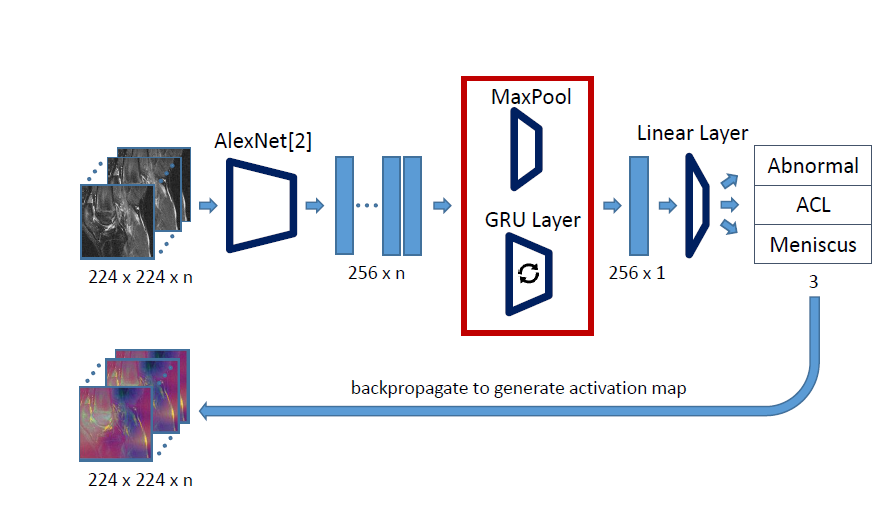 MaxPool
AlexNet[2]
Linear Layer
Abnormal
ACL
Meniscus
GRU Layer
224 x 224 x n
256 x n
256 x 1
3
backpropagate to generate activation map
224 x 224 x n